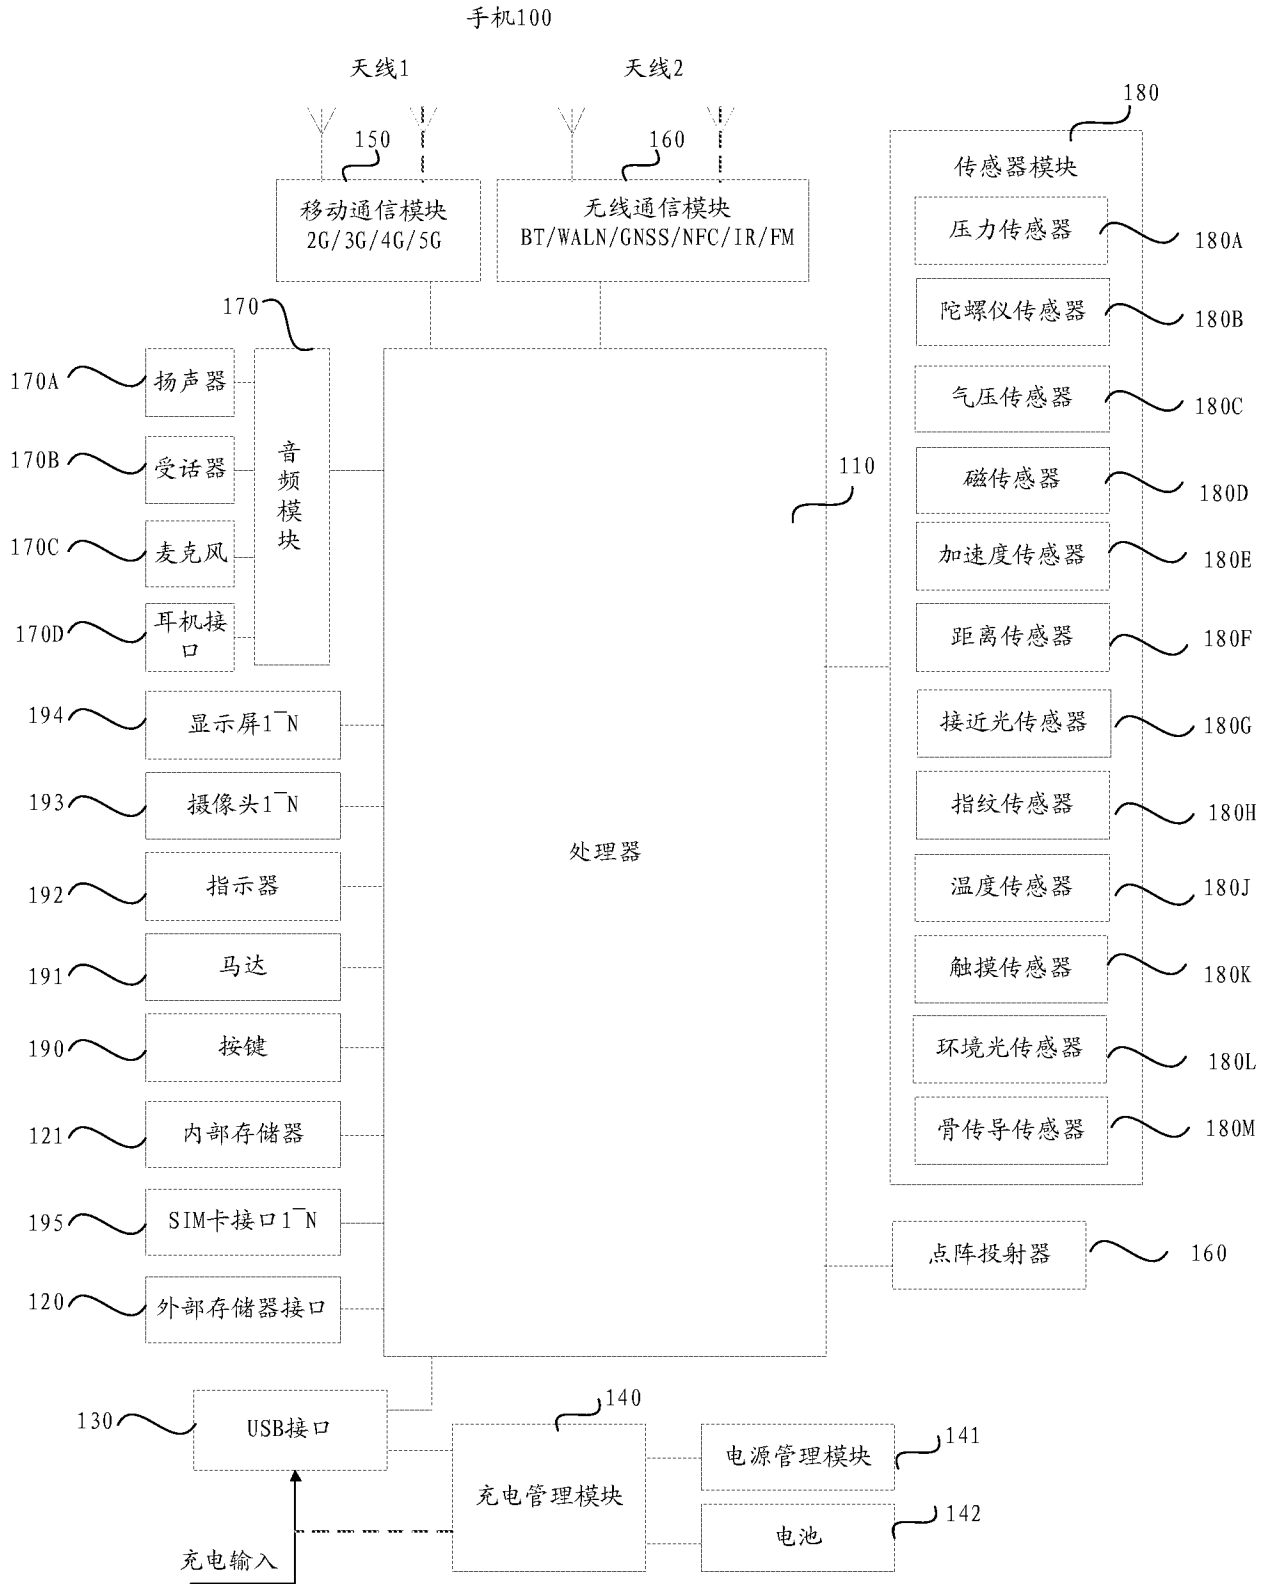 手机100
天线1
天线2
150
160
180
移动通信模块
2G/3G/4G/5G
无线通信模块
BT/WALN/GNSS/NFC/IR/FM
传感器模块
压力传感器
180A
陀螺仪传感器
180B
气压传感器
180C
磁传感器
180D
加速度传感器
180E
距离传感器
180F
接近光传感器
180G
指纹传感器
180H
温度传感器
180J
触摸传感器
180K
环境光传感器
180L
骨传导传感器
180M
170
音频模块
170A
扬声器
170B
受话器
170C
麦克风
170D
耳机接
口
110
处理器
194
显示屏1~N
193
摄像头1~N
192
指示器
191
马达
190
按键
121
内部存储器
195
SIM卡接口1~N
120
外部存储器接口
点阵投射器
160
130
USB接口
140
充电管理模块
电源管理模块
141
电池
142
充电输入